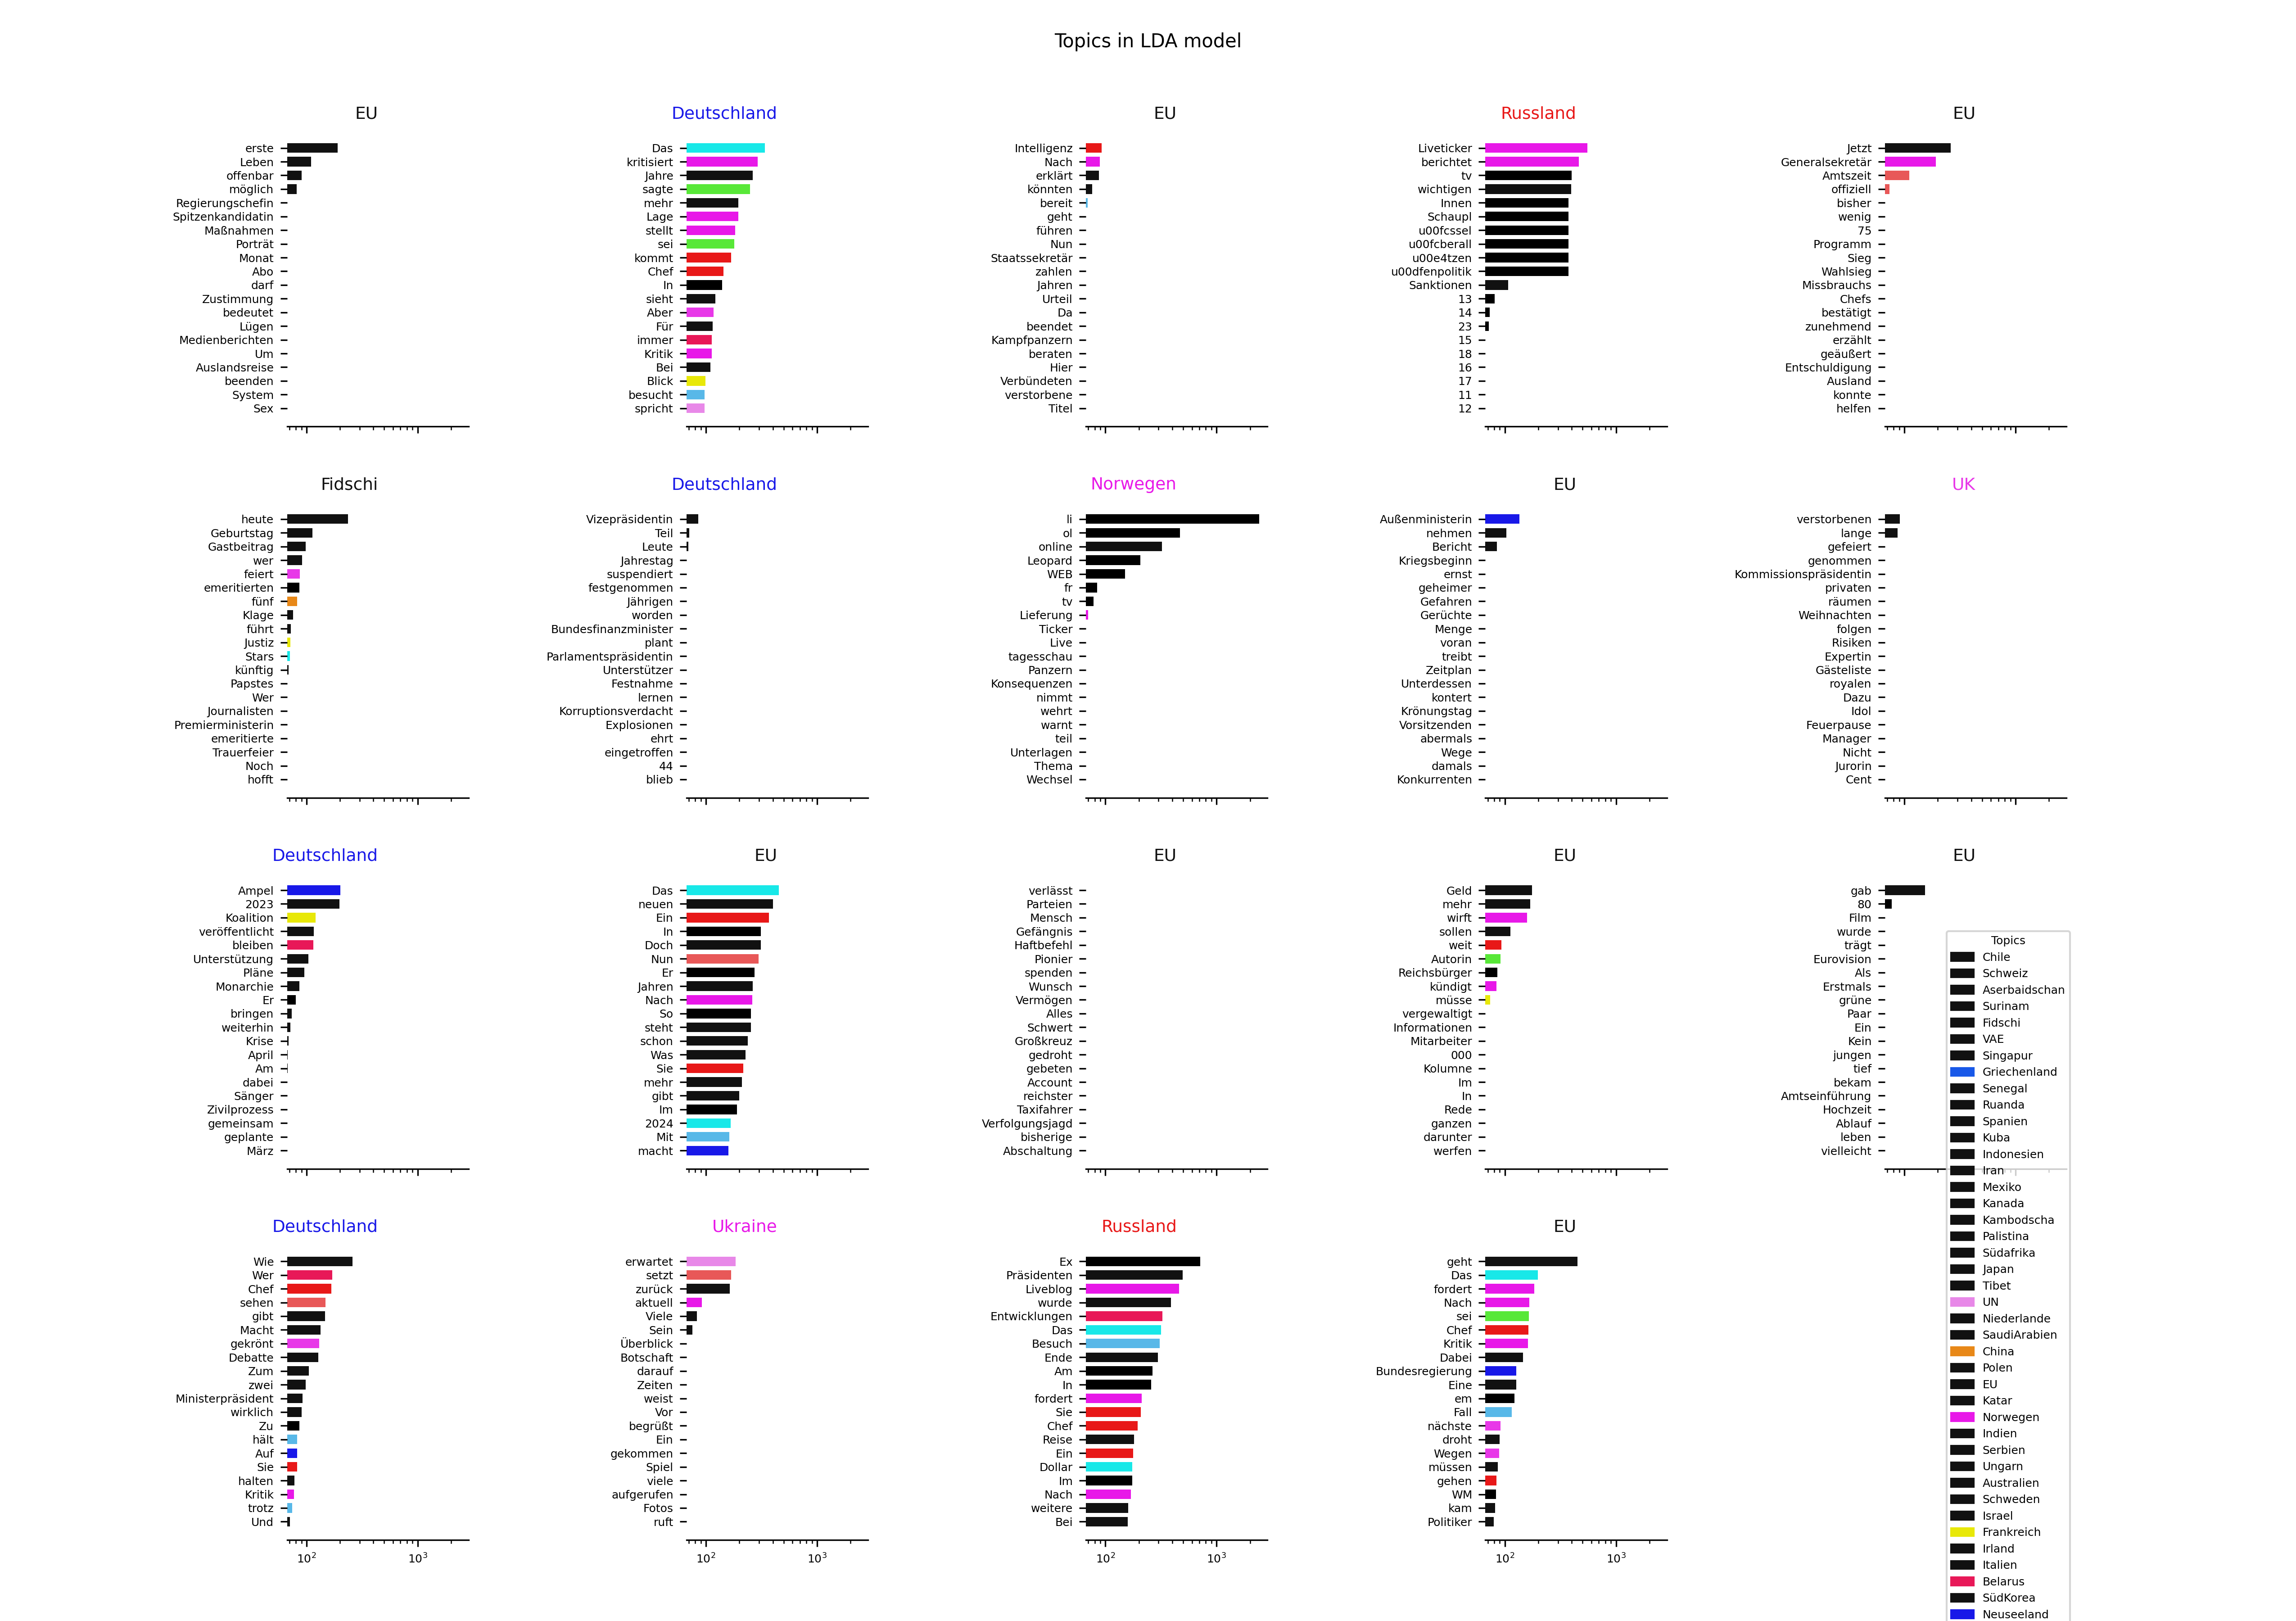 Topics in LDA model
EU
erste
Leben
offenbar
möglich
Regierungschefin
Spitzenkandidatin
Maßnahmen
Porträt
Monat
Abo
darf
Zustimmung
bedeutet
Lügen
Medienberichten
Um
Auslandsreise
beenden
System
Sex
Deutschland
Das
kritisiert
Jahre
sagte
mehr
Lage
stellt
sei
kommt
Chef
In
sieht
Aber
Für
immer
Kritik
Bei
Blick
besucht
spricht
EU
Intelligenz
Nach
erklärt
könnten
bereit
geht
führen
Nun
Staatssekretär
zahlen
Jahren
Urteil
Da
beendet
Kampfpanzern
beraten
Hier
Verbündeten
verstorbene
Titel
Russland
Liveticker
berichtet
tv
wichtigen
Innen
Schaupl
u00fcssel
u00fcberall
u00e4tzen
u00dfenpolitik
Sanktionen
13
14
23
15
18
16
17
11
12
EU
Jetzt
Generalsekretär
Amtszeit
offiziell
bisher
wenig
75
Programm
Sieg
Wahlsieg
Missbrauchs
Chefs
bestätigt
zunehmend
erzählt
geäußert
Entschuldigung
Ausland
konnte
helfen
Fidschi
heute
Geburtstag
Gastbeitrag
wer
feiert
emeritierten
fünf
Klage
führt
Justiz
Stars
künftig
Papstes
Wer
Journalisten
Premierministerin
emeritierte
Trauerfeier
Noch
hofft
Deutschland
Vizepräsidentin
Teil
Leute
Jahrestag
suspendiert
festgenommen
Jährigen
worden
Bundesfinanzminister
plant
Parlamentspräsidentin
Unterstützer
Festnahme
lernen
Korruptionsverdacht
Explosionen
ehrt
eingetroffen
44
blieb
Norwegen
li
ol
online
Leopard
WEB
fr
tv
Lieferung
Ticker
Live
tagesschau
Panzern
Konsequenzen
nimmt
wehrt
warnt
teil
Unterlagen
Thema
Wechsel
EU
Außenministerin
nehmen
Bericht
Kriegsbeginn
ernst
geheimer
Gefahren
Gerüchte
Menge
voran
treibt
Zeitplan
Unterdessen
kontert
Krönungstag
Vorsitzenden
abermals
Wege
damals
Konkurrenten
UK
verstorbenen
lange
gefeiert
genommen
Kommissionspräsidentin
privaten
räumen
Weihnachten
folgen
Risiken
Expertin
Gästeliste
royalen
Dazu
Idol
Feuerpause
Manager
Nicht
Jurorin
Cent
Deutschland
Ampel
2023
Koalition
veröffentlicht
bleiben
Unterstützung
Pläne
Monarchie
Er
bringen
weiterhin
Krise
April
Am
dabei
Sänger
Zivilprozess
gemeinsam
geplante
März
EU
Das
neuen
Ein
In
Doch
Nun
Er
Jahren
Nach
So
steht
schon
Was
Sie
mehr
gibt
Im
2024
Mit
macht
EU
verlässt
Parteien
Mensch
Gefängnis
Haftbefehl
Pionier
spenden
Wunsch
Vermögen
Alles
Schwert
Großkreuz
gedroht
gebeten
Account
reichster
Taxifahrer
Verfolgungsjagd
bisherige
Abschaltung
EU
Geld
mehr
wirft
sollen
weit
Autorin
Reichsbürger
kündigt
müsse
vergewaltigt
Informationen
Mitarbeiter
000
Kolumne
Im
In
Rede
ganzen
darunter
werfen
EU
gab
80
Film
wurde
trägt
Eurovision
Als
Erstmals
grüne
Paar
Ein
Kein
jungen
tief
bekam
Amtseinführung
Hochzeit
Ablauf
leben
vielleicht
Deutschland
Wie
Wer
Chef
sehen
gibt
Macht
gekrönt
Debatte
Zum
zwei
Ministerpräsident
wirklich
Zu
hält
Auf
Sie
halten
Kritik
trotz
Und
10²
10³
Ukraine
erwartet
setzt
zurück
aktuell
Viele
Sein
Überblick
Botschaft
darauf
Zeiten
weist
Vor
begrüßt
Ein
gekommen
Spiel
viele
aufgerufen
Fotos
ruft
10²
10³
Russland
Ex
Präsidenten
Liveblog
wurde
Entwicklungen
Das
Besuch
Ende
Am
In
fordert
Sie
Chef
Reise
Ein
Dollar
Im
Nach
weitere
Bei
10²
10³
EU
geht
Das
fordert
Nach
sei
Chef
Kritik
Dabei
Bundesregierung
Eine
em
Fall
nächste
droht
Wegen
müssen
gehen
WM
kam
Politiker
10²
10³
Topics
Chile
Schweiz
Aserbaidschan
Surinam
Fidschi
VAE
Singapur
Griechenland
Senegal
Ruanda
Spanien
Kuba
Indonesien
Iran
Mexiko
Kanada
Kambodscha
Palistina
Südafrika
Japan
Tibet
UN
Niederlande
SaudiArabien
China
Polen
EU
Katar
Norwegen
Indien
Serbien
Ungarn
Australien
Schweden
Israel
Frankreich
Irland
Italien
Belarus
SüdKorea
Neuseeland